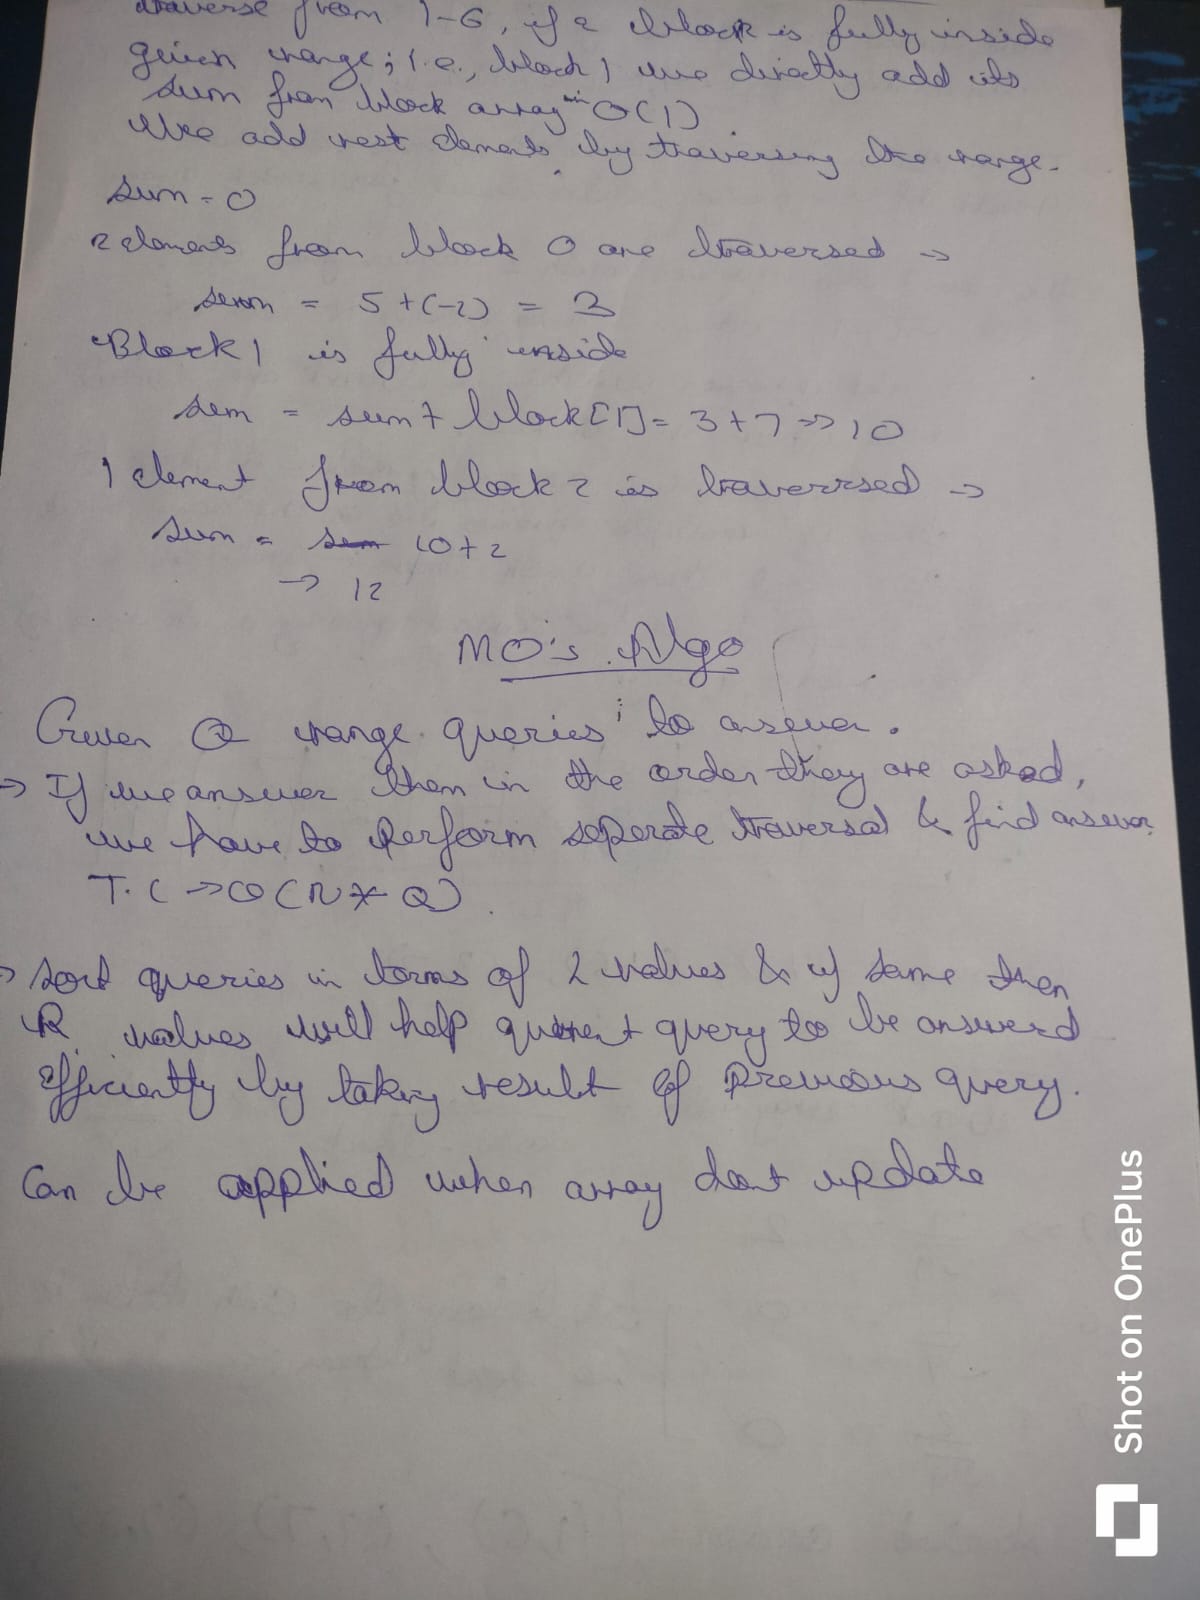 traverse from 1-6, if a block is fully inside
given range; i.e., block 1 we directly add its
sum from block array in O(1)
We add rest elements by traversing the range.
sum = 0
2 elements from block 0 are traversed →
sum = 5 + (-2) = 3
Block 1 is fully inside
sum = sum + block[1] = 3 + 7 => 10
1 element from block 2 is traverrsed →
sum = 10 + 2
→ 12
MO's Algo
Given Q range queries to answer.
→ If we answer them in the order they are asked,
we have to perform seperate traversal & find answer
T.C → O(N * Q)
→ Sort queries in terms of L values & if same then
R values will help current query to be answered
efficiently by taking result of previous query.
Can be applied when array dont update
Shot on OnePlus